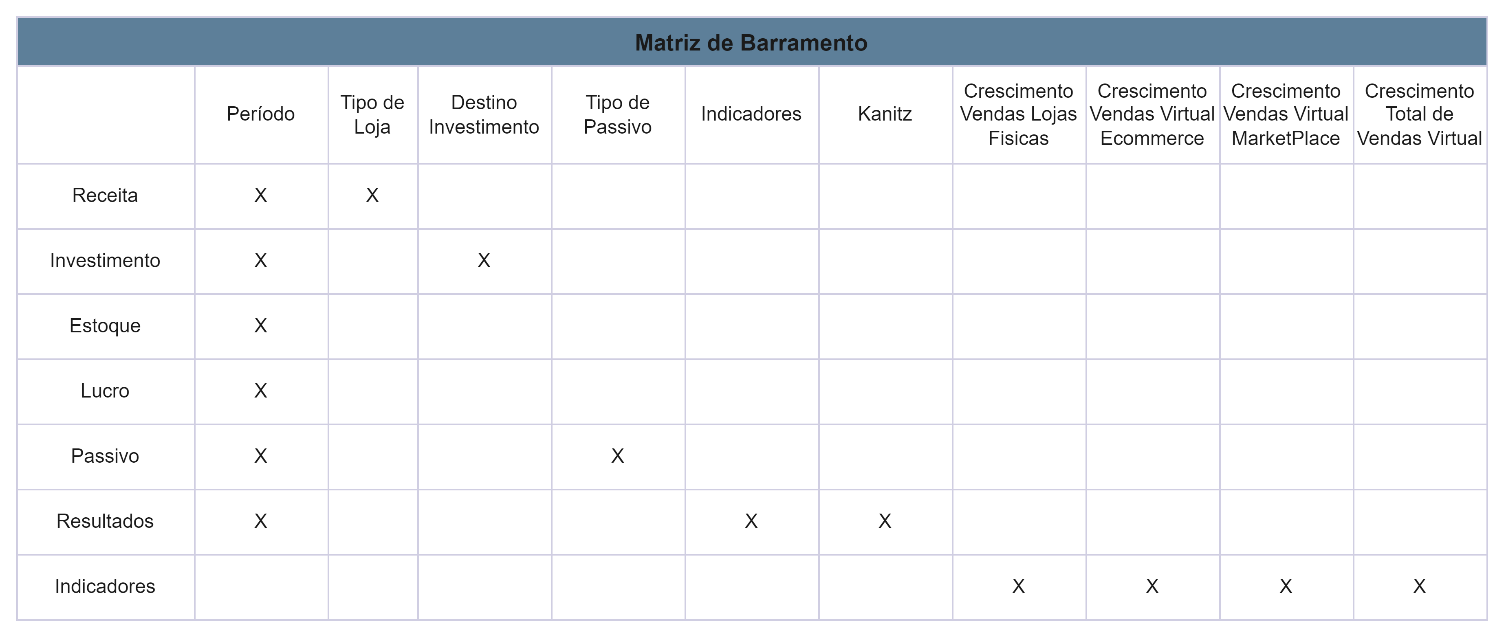 Matriz de Barramento
Período
Tipo de
Loja
Destino
Investimento
Tipo de
Passivo
Indicadores
Kanitz
Crescimento
Vendas Lojas
Fisicas
Crescimento
Vendas Virtual
Ecommerce
Crescimento
Vendas Virtual
MarketPlace
Crescimento
Total de
Vendas Virtual
Receita X X
Investimento X X
Estoque X
Lucro X
Passivo X X
Resultados X X X
Indicadores X X X X